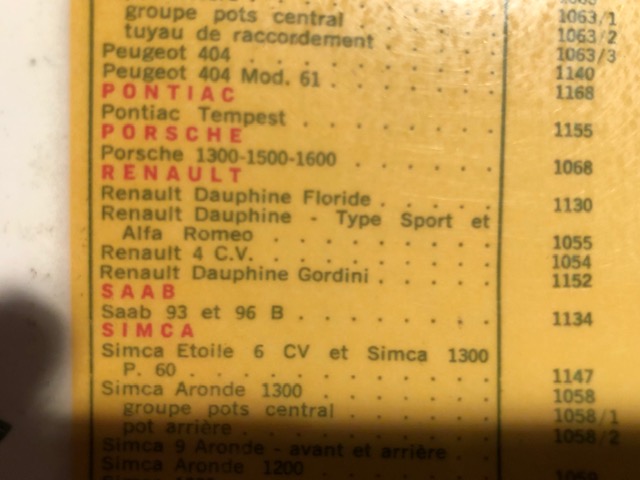 groupe pots central 1063/1
tuyau de raccordement . . . . . . 1063/2
Peugeot 404 . . . . . . . . 1063/3
Peugeot 404 Mod. 61 . . . . . . . 1140
PONTIAC 1168
Pontiac Tempest . . . . . . .
PORSCHE 1155
Porsche 1300-1500-1600 . . . . . . .
RENAULT 1068
Renault Dauphine Floride . . . . .
Renault Dauphine - Type Sport et 1130
Alfa Romeo . . . . . . . . .
Renault 4 C.V. . . . . . . . . 1055
Renault Dauphine Gordini . . . . . 1054
SAAB 1152
Saab 93 et 96 B . . . . . . . 1134
SIMCA
Simca Etoile 6 CV et Simca 1300
P. 60 . . . . . . . . . . . 1147
Simca Aronde 1300 . . . . . . . 1058
groupe pots central . . . . . . 1058/1
pot arrière . . . . . . . . . 1058/2
Simca 9 Aronde - avant et arrière .
Simca Aronde 1200